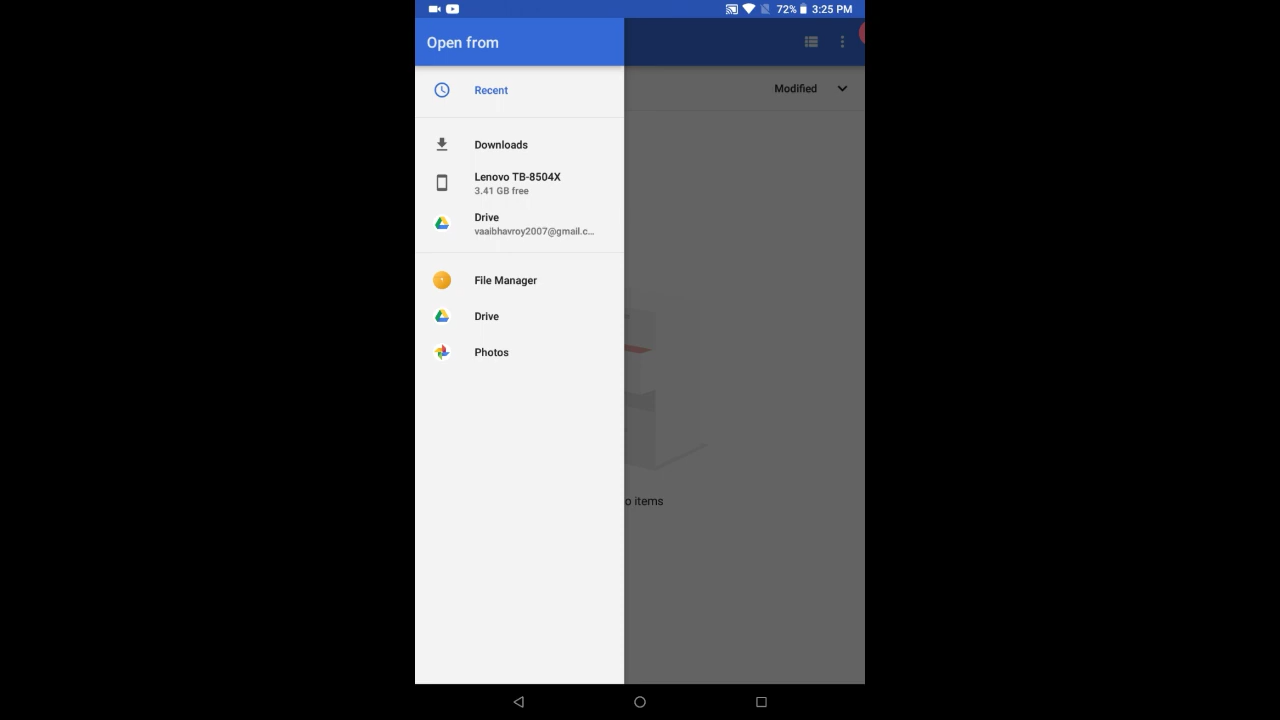 72% 3:25 PM
Open from
Recent
Modified
Downloads
Lenovo TB-8504X
3.41 GB free
Drive
vaaibhavroy2007@gmail.c...
File Manager
Drive
Photos
o items